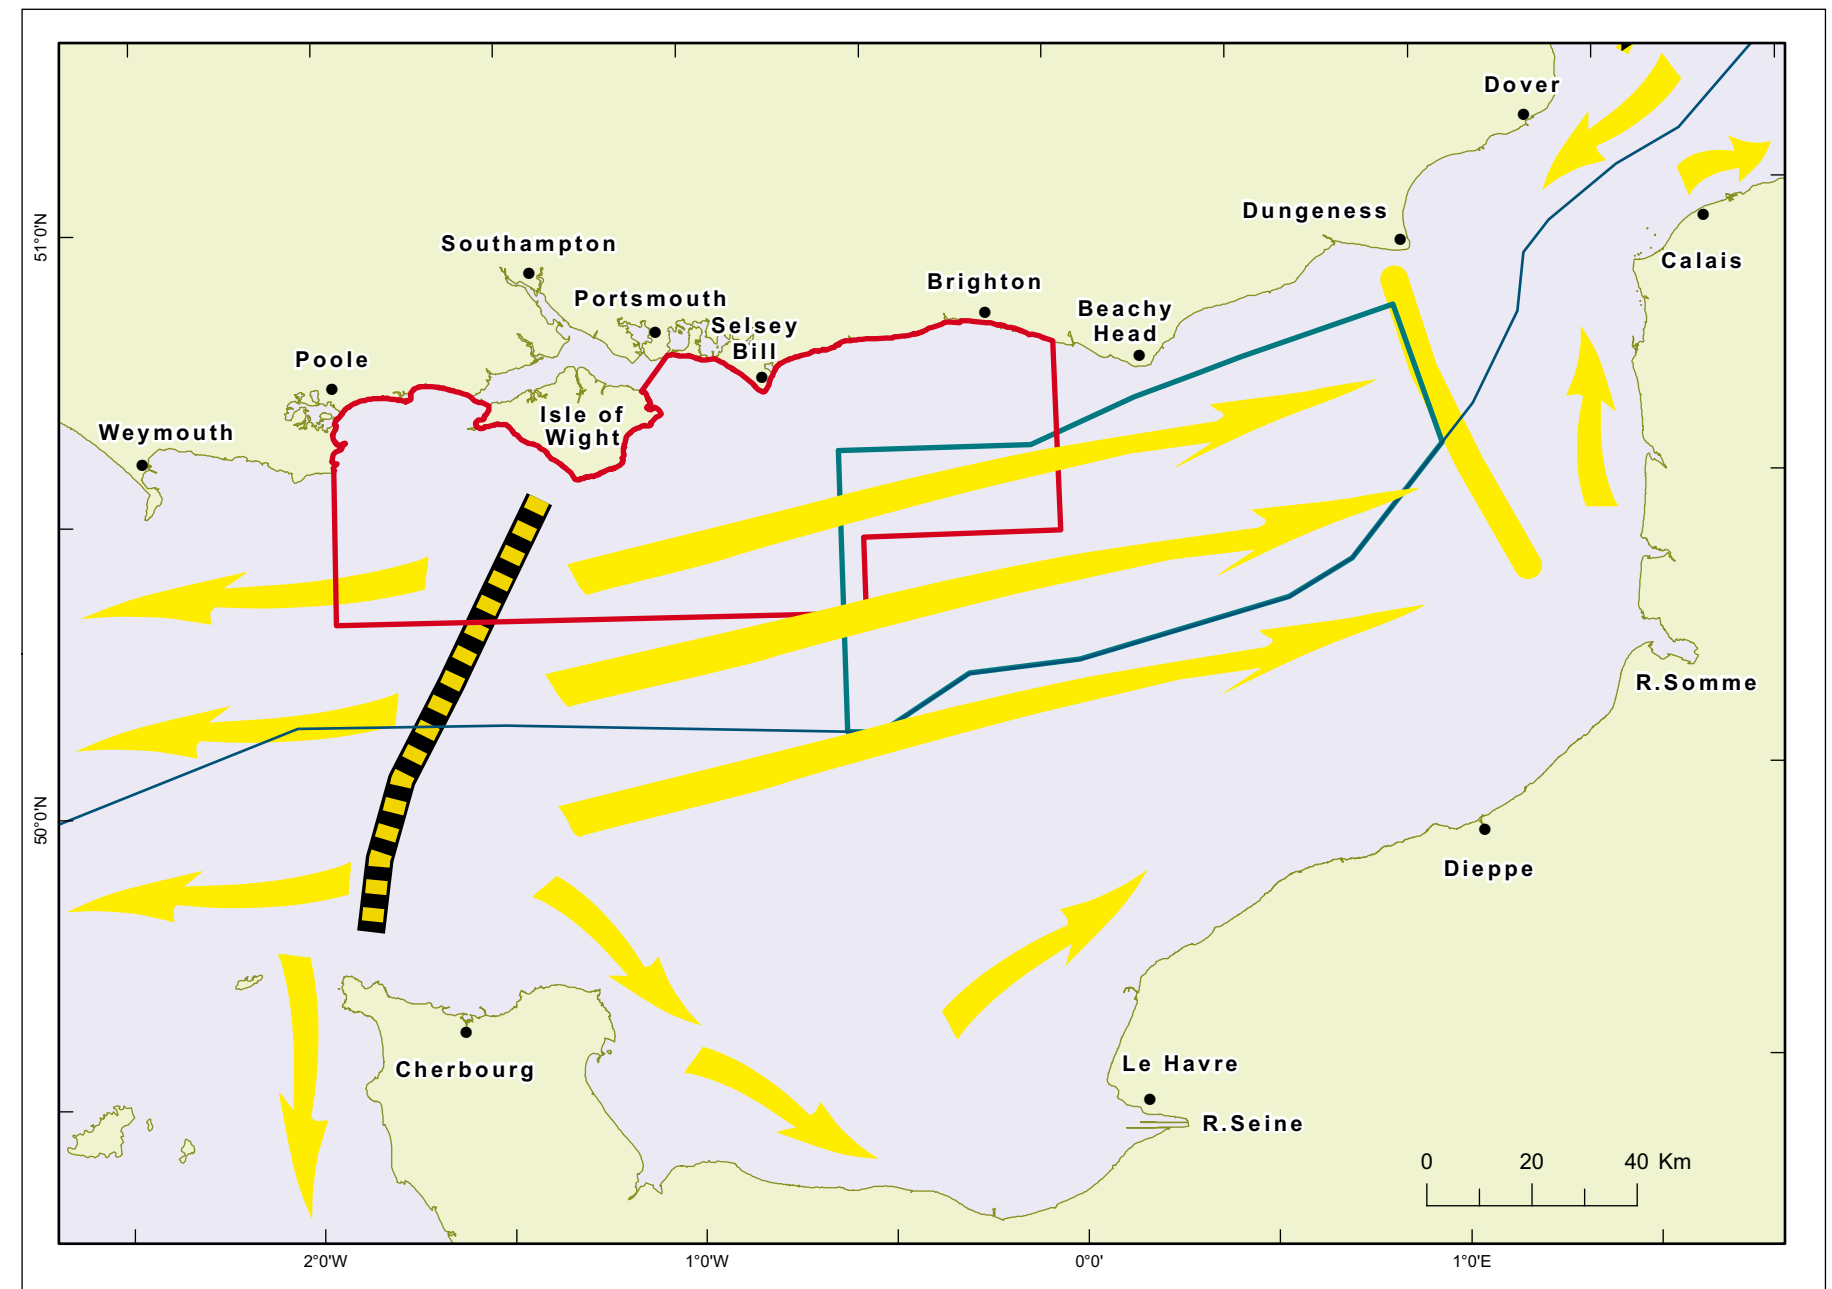 Dover
Dungeness
Calais
51°0'N
Southampton
Portsmouth
Brighton
Beachy
Head
Selsey
Bill
Poole
Isle of
Wight
Weymouth
R.Somme
50°0'N
Dieppe
Cherbourg
Le Havre
R.Seine
0 20 40 Km
2°0'W 1°0'W 0°0' 1°0'E